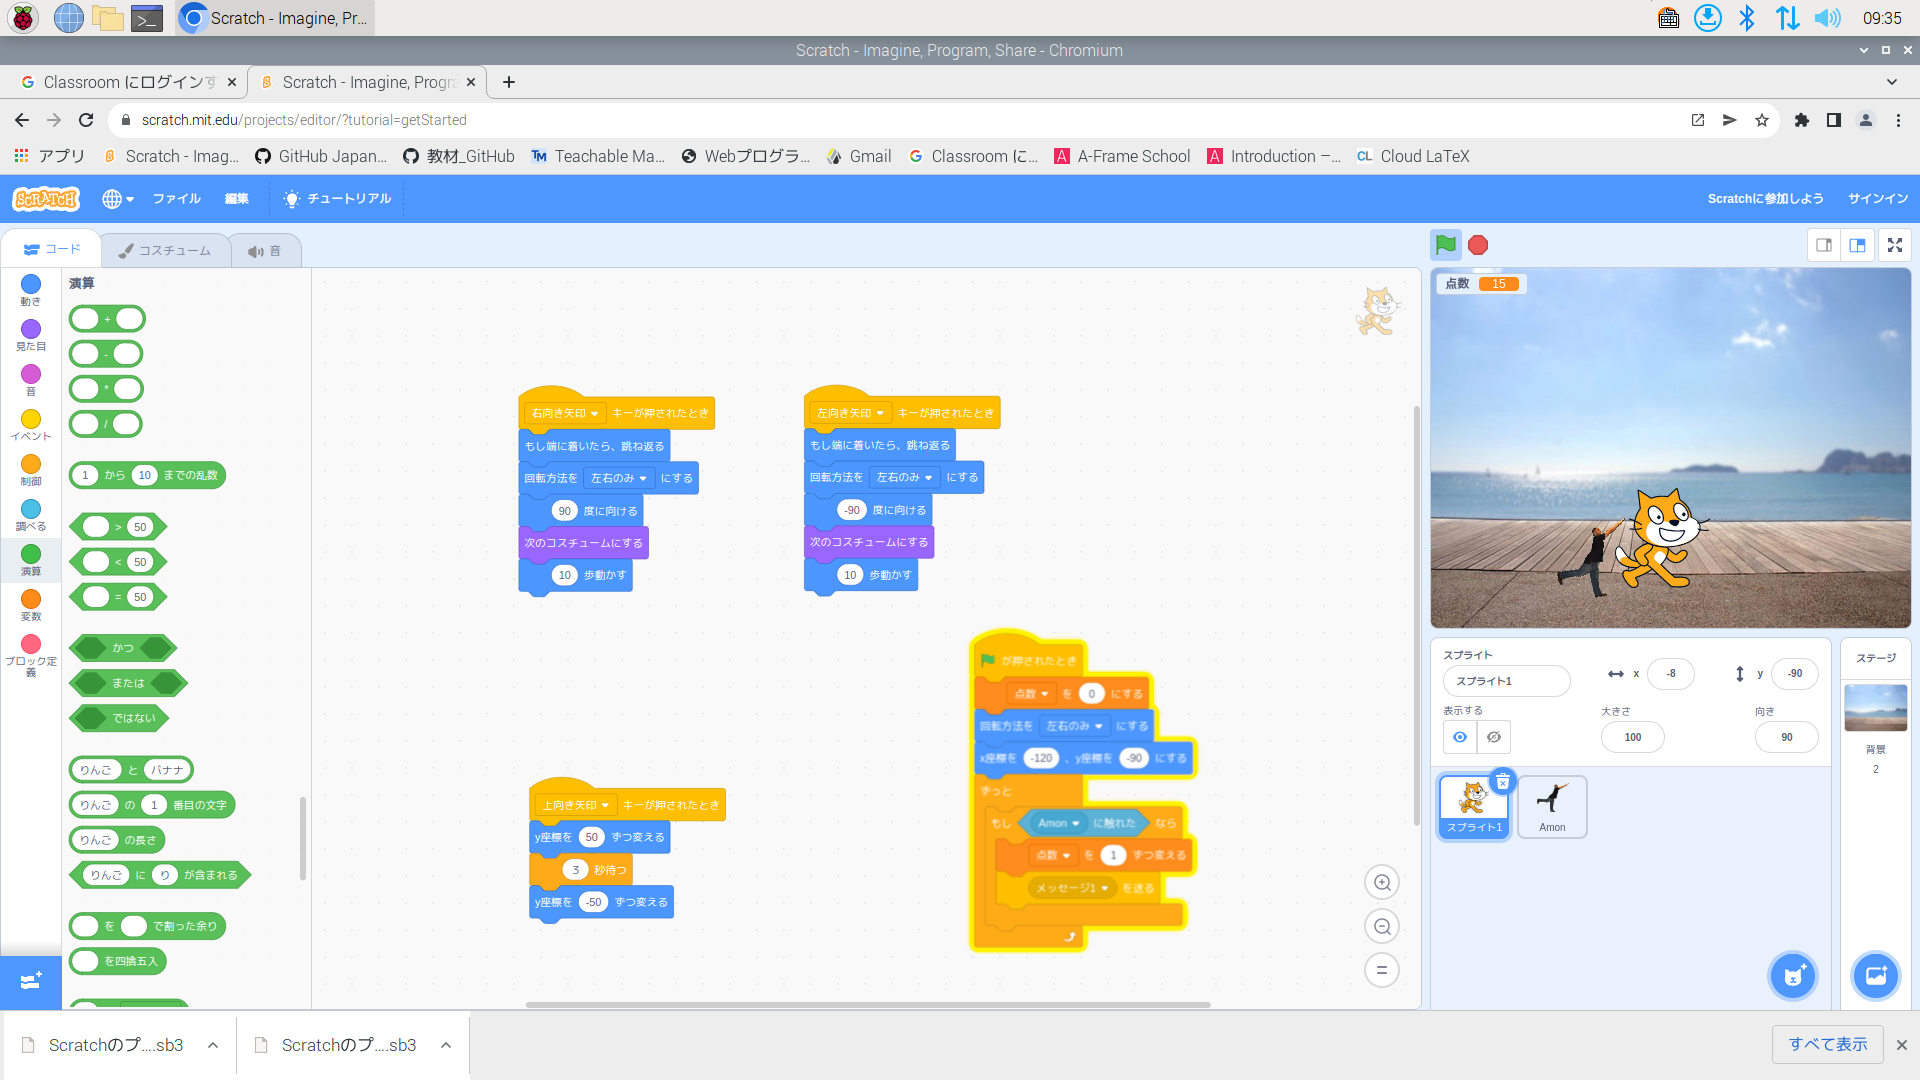 Scratch - Imagine, Pr...
09:35
Scratch - Imagine, Program, Share - Chromium
Classroom にログインす
Scratch - Imagine, Progra
scratch.mit.edu/projects/editor/?tutorial=getStarted
アプリ
Scratch - Imag...
GitHub Japan...
教材_GitHub
Teachable Ma...
Webプログラ...
Gmail
Classroom に...
A-Frame School
Introduction –...
Cloud LaTeX
SCRATCH
ファイル
編集
チュートリアル
Scratchに参加しよう
サインイン
コード
コスチューム
音
動き
見た目
音
イベント
制御
調べる
演算
変数
ブロック定義
演算
+
-
*
/
1 から 10 までの乱数
> 50
< 50
= 50
かつ
または
ではない
りんご と バナナ
りんご の 1 番目の文字
りんご の長さ
りんご に り が含まれる
を で割った余り
を四捨五入
右向き矢印 キーが押されたとき
もし端に着いたら、跳ね返る
回転方法を 左右のみ にする
90 度に向ける
次のコスチュームにする
10 歩動かす
左向き矢印 キーが押されたとき
もし端に着いたら、跳ね返る
回転方法を 左右のみ にする
-90 度に向ける
次のコスチュームにする
10 歩動かす
上向き矢印 キーが押されたとき
y座標を 50 ずつ変える
3 秒待つ
y座標を -50 ずつ変える
が押されたとき
点数 を 0 にする
回転方法を 左右のみ にする
x座標を -120 、y座標を -90 にする
ずっと
もし Amon に触れた なら
点数 を 1 ずつ変える
メッセージ1 を送る
点数 15
スプライト
スプライト1
x -8
y -90
表示する
大きさ
100
向き
90
スプライト1
Amon
ステージ
背景
2
Scratchのプ....sb3
Scratchのプ....sb3
すべて表示